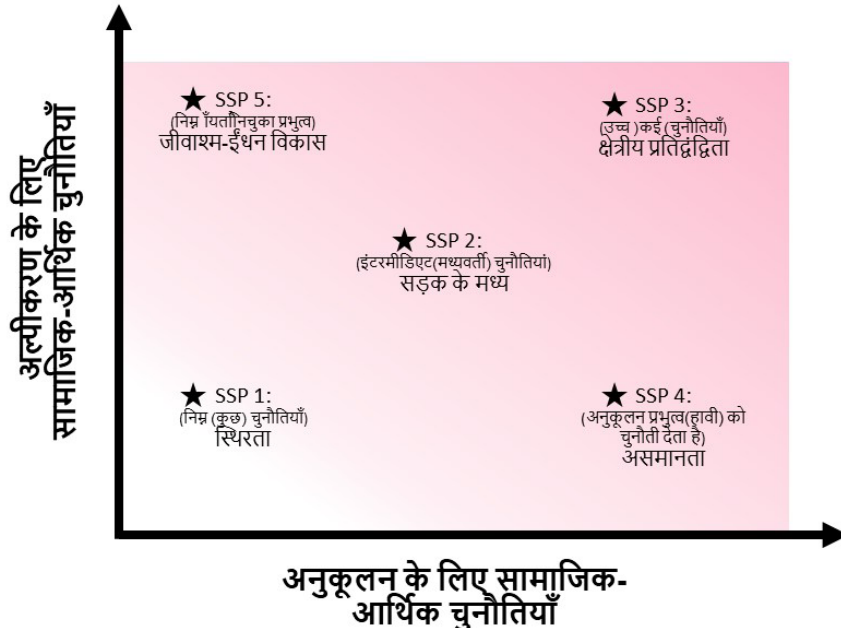 अल्पीकरण के लिए
सामाजिक-आर्थिक चुनौतियाँ
SSP 5:
(निम्न प्रभुत्व)
जीवाश्म-ईंधन विकास
SSP 3:
(उच्च )कई (चुनौतियाँ)
क्षेत्रीय प्रतिद्वंद्विता
SSP 2:
(इंटरमीडिएट(मध्यवर्ती) चुनौतियां)
सड़क के मध्य
SSP 1:
(निम्न (कुछ) चुनौतियाँ)
स्थिरता
SSP 4:
(अनुकूलन प्रभुत्व(हावी) को
चुनौती देता है)
असमानता
अनुकूलन के लिए सामाजिक-
आर्थिक चुनौतियाँ